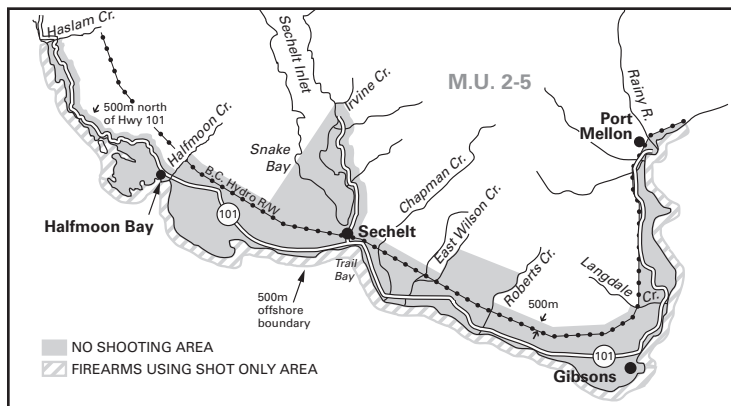 Haslam Cr.
500m north
of Hwy 101
Halfmoon Cr.
Halfmoon Bay
B.C. Hydro R/W
101
Sechelt Inlet
Snake
Bay
Irvine Cr.
Sechelt
Trail
Bay
500m
offshore
boundary
M.U. 2-5
Chapman Cr.
East Wilson Cr.
Roberts Cr.
500m
Rainy R.
Port
Mellon
Langdale
Cr.
101
Gibsons
NO SHOOTING AREA
FIREARMS USING SHOT ONLY AREA